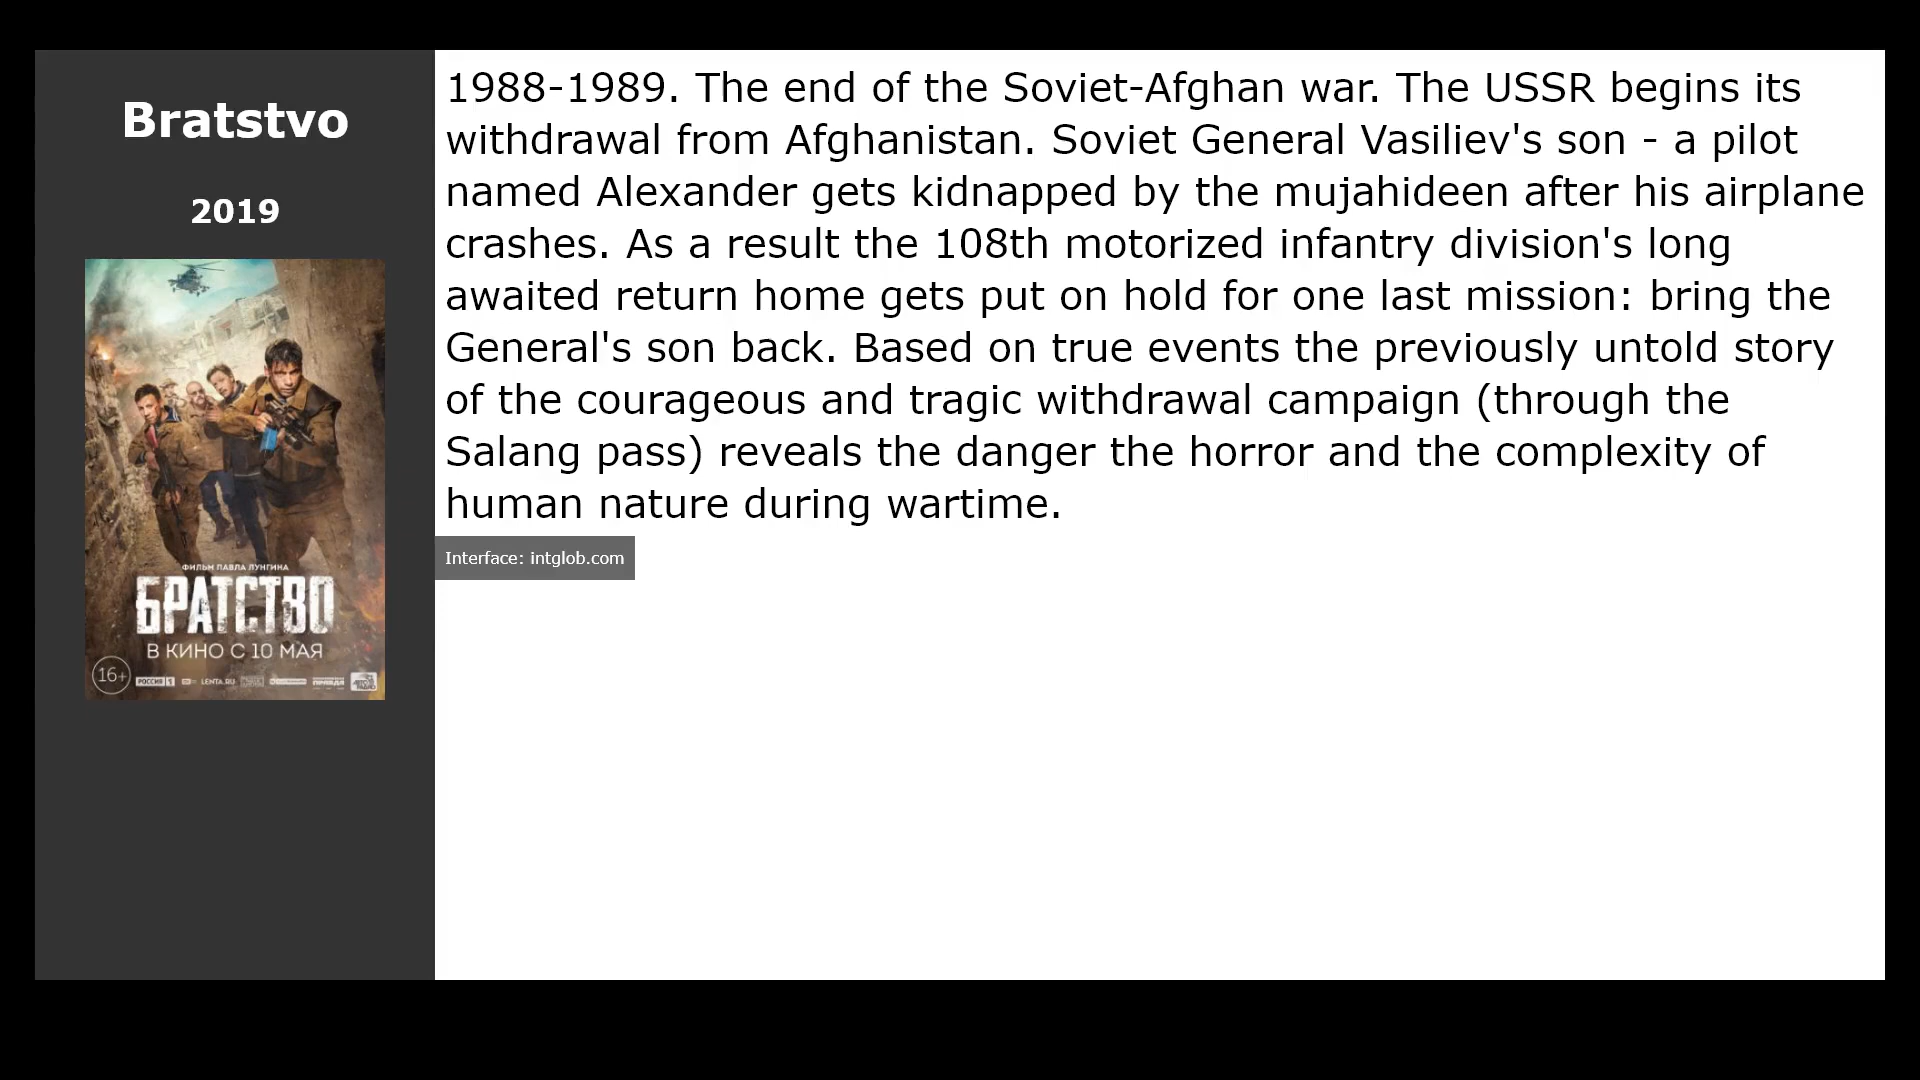 Bratstvo
2019
ФИЛЬМ ПАВЛА ЛУНГИНА
БРАТСТВО
В КИНО С 10 МАЯ
16+
РОССИЯ 1
LENTA.RU
1988-1989. The end of the Soviet-Afghan war. The USSR begins its
withdrawal from Afghanistan. Soviet General Vasiliev's son - a pilot
named Alexander gets kidnapped by the mujahideen after his airplane
crashes. As a result the 108th motorized infantry division's long
awaited return home gets put on hold for one last mission: bring the
General's son back. Based on true events the previously untold story
of the courageous and tragic withdrawal campaign (through the
Salang pass) reveals the danger the horror and the complexity of
human nature during wartime.
Interface: intglob.com